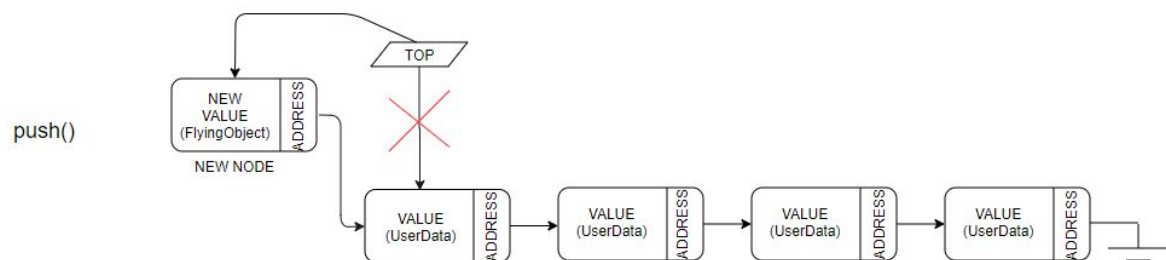 TOP
NEW
VALUE
(FlyingObject)
ADDRESS
push()
NEW NODE
VALUE
(UserData)
ADDRESS
VALUE
(UserData)
ADDRESS
VALUE
(UserData)
ADDRESS
VALUE
(UserData)
ADDRESS